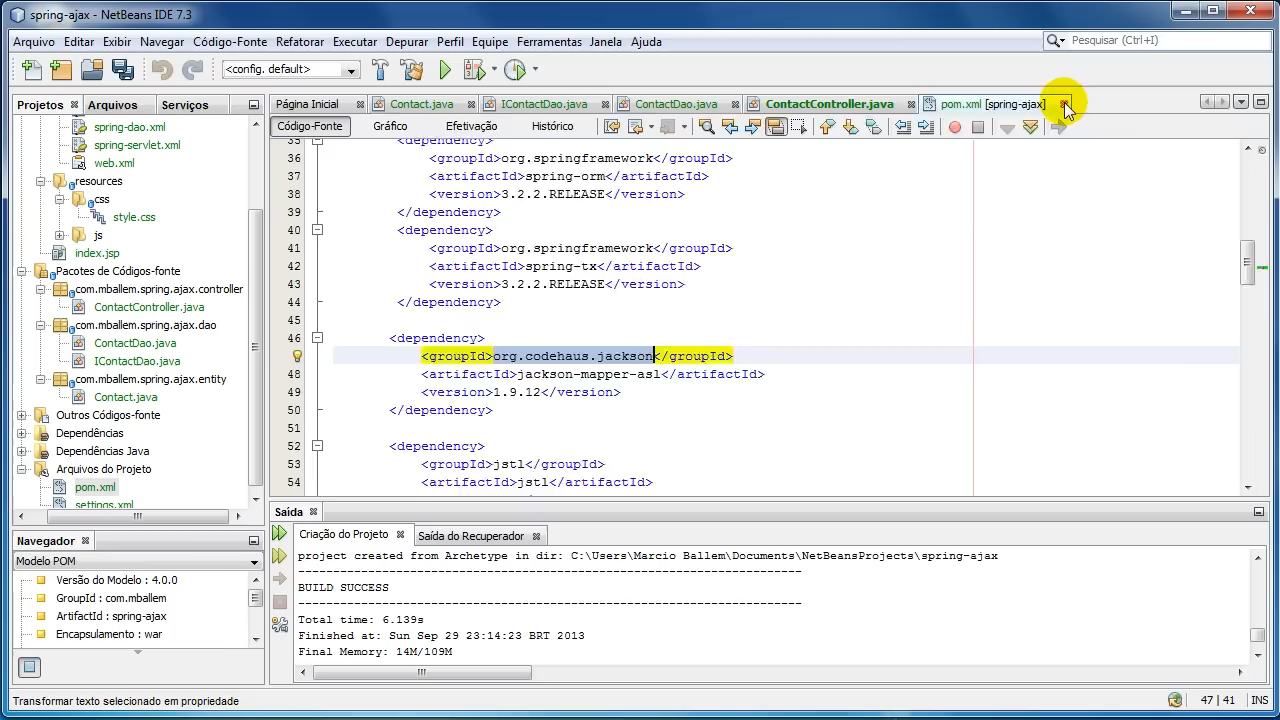 spring-ajax - NetBeans IDE 7.3
Arquivo Editar Exibir Navegar Código-Fonte Refatorar Executar Depurar Perfil Equipe Ferramentas Janela Ajuda
Pesquisar (Ctrl+I)
<config. default>
Projetos Arquivos Serviços
Página Inicial Contact.java IContactDao.java ContactDao.java ContactController.java pom.xml [spring-ajax]
Código-Fonte Gráfico Efetivação Histórico
spring-dao.xml
spring-servlet.xml
web.xml
resources
css
style.css
js
index.jsp
Pacotes de Códigos-fonte
com.mballem.spring.ajax.controller
ContactController.java
com.mballem.spring.ajax.dao
ContactDao.java
IContactDao.java
com.mballem.spring.ajax.entity
Contact.java
Outros Códigos-fonte
Dependências
Dependências Java
Arquivos do Projeto
pom.xml
settings.xml
35 <dependency>
36 <groupId>org.springframework</groupId>
37 <artifactId>spring-orm</artifactId>
38 <version>3.2.2.RELEASE</version>
39 </dependency>
40 <dependency>
41 <groupId>org.springframework</groupId>
42 <artifactId>spring-tx</artifactId>
43 <version>3.2.2.RELEASE</version>
44 </dependency>
45
46 <dependency>
47 <groupId>org.codehaus.jackson</groupId>
48 <artifactId>jackson-mapper-asl</artifactId>
49 <version>1.9.12</version>
50 </dependency>
51
52 <dependency>
53 <groupId>jstl</groupId>
54 <artifactId>jstl</artifactId>
Navegador
Modelo POM
Versão do Modelo : 4.0.0
GroupId : com.mballem
ArtifactId : spring-ajax
Encapsulamento : war
Saída
Criação do Projeto Saída do Recuperador
project created from Archetype in dir: C:\Users\Marcio Ballem\Documents\NetBeansProjects\spring-ajax
------------------------------------------------------------------------
BUILD SUCCESS
------------------------------------------------------------------------
Total time: 6.139s
Finished at: Sun Sep 29 23:14:23 BRT 2013
Final Memory: 14M/109M
Transformar texto selecionado em propriedade
47 | 41 INS